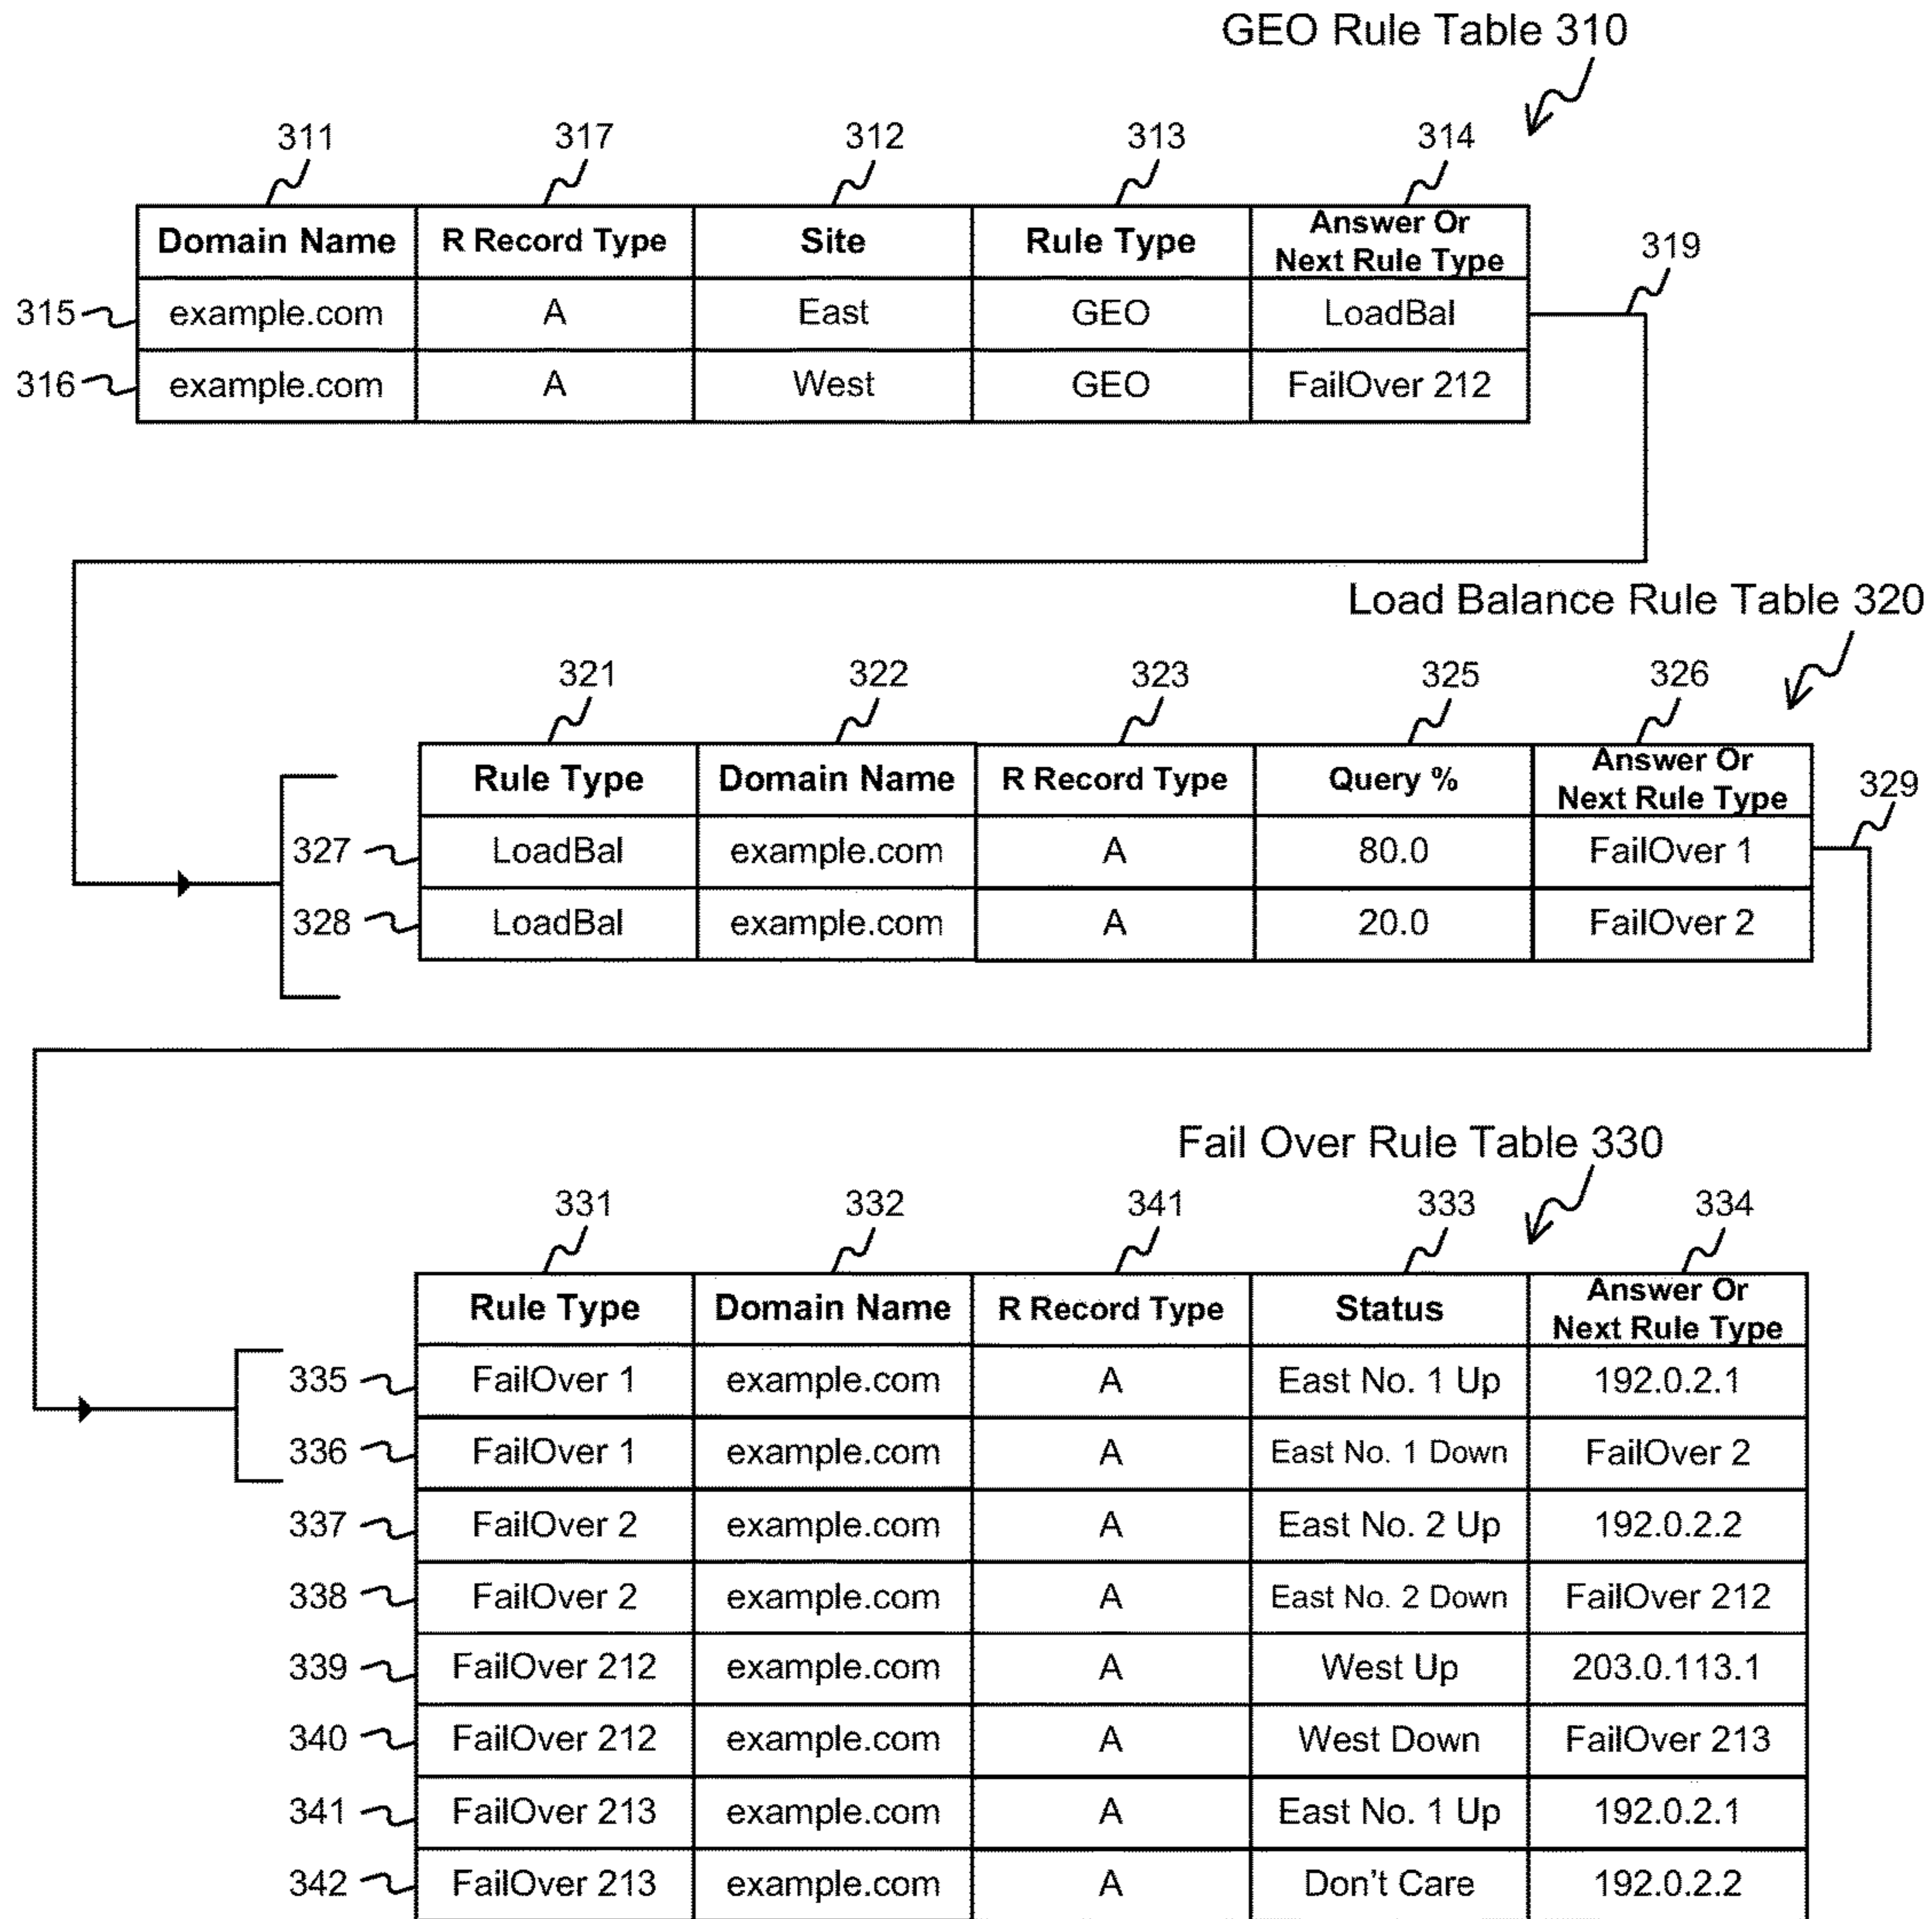 GEO Rule Table 310
311 317 312 313 314
Domain Name R Record Type Site Rule Type Answer Or
Next Rule Type
319
315 example.com A East GEO LoadBal
316 example.com A West GEO FailOver 212
Load Balance Rule Table 320
321 322 323 325 326
Rule Type Domain Name R Record Type Query % Answer Or
Next Rule Type
329
327 LoadBal example.com A 80.0 FailOver 1
328 LoadBal example.com A 20.0 FailOver 2
Fail Over Rule Table 330
331 332 341 333 334
Rule Type Domain Name R Record Type Status Answer Or
Next Rule Type
335 FailOver 1 example.com A East No. 1 Up 192.0.2.1
336 FailOver 1 example.com A East No. 1 Down FailOver 2
337 FailOver 2 example.com A East No. 2 Up 192.0.2.2
338 FailOver 2 example.com A East No. 2 Down FailOver 212
339 FailOver 212 example.com A West Up 203.0.113.1
340 FailOver 212 example.com A West Down FailOver 213
341 FailOver 213 example.com A East No. 1 Up 192.0.2.1
342 FailOver 213 example.com A Don't Care 192.0.2.2